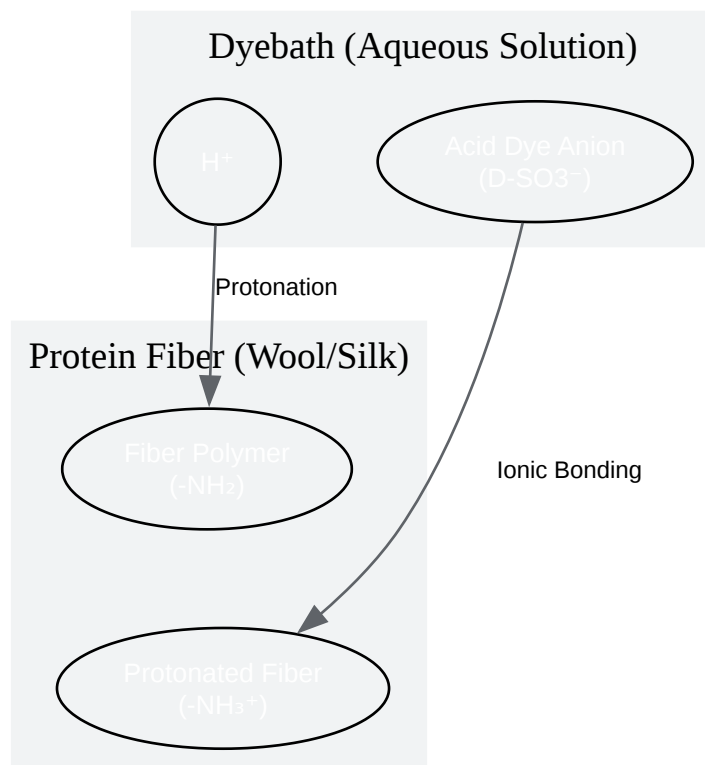 Dyebath (Aqueous Solution)
H⁺
Acid Dye Anion
(D-SO3⁻)
Protonation
Protein Fiber (Wool/Silk)
Fiber Polymer
(-NH₂)
Ionic Bonding
Protonated Fiber
(-NH₃⁺)